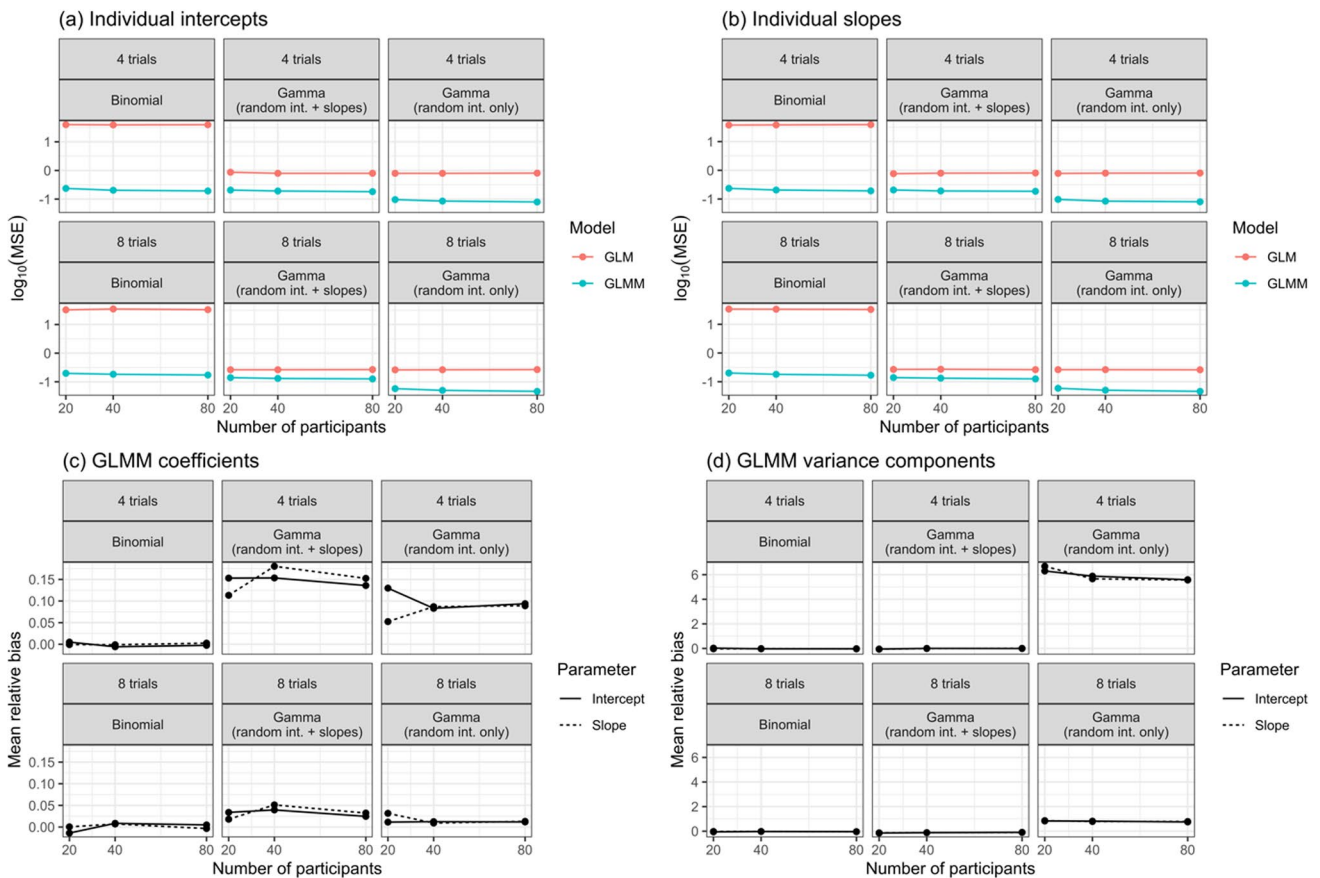 (a) Individual intercepts
4 trials
4 trials
4 trials
Binomial
Gamma
(random int. + slopes)
Gamma
(random int. only)
1
0
-1
8 trials
8 trials
8 trials
Binomial
Gamma
(random int. + slopes)
Gamma
(random int. only)
1
0
-1
20
40
80
20
40
80
20
40
80
log10(MSE)
Number of participants
Model
GLM
GLMM
(b) Individual slopes
4 trials
4 trials
4 trials
Binomial
Gamma
(random int. + slopes)
Gamma
(random int. only)
1
0
-1
8 trials
8 trials
8 trials
Binomial
Gamma
(random int. + slopes)
Gamma
(random int. only)
1
0
-1
20
40
80
20
40
80
20
40
80
log10(MSE)
Number of participants
Model
GLM
GLMM
(c) GLMM coefficients
4 trials
4 trials
4 trials
Binomial
Gamma
(random int. + slopes)
Gamma
(random int. only)
0.15
0.10
0.05
0.00
8 trials
8 trials
8 trials
Binomial
Gamma
(random int. + slopes)
Gamma
(random int. only)
0.15
0.10
0.05
0.00
20
40
80
20
40
80
20
40
80
Mean relative bias
Number of participants
Parameter
Intercept
Slope
(d) GLMM variance components
4 trials
4 trials
4 trials
Binomial
Gamma
(random int. + slopes)
Gamma
(random int. only)
6
4
2
0
8 trials
8 trials
8 trials
Binomial
Gamma
(random int. + slopes)
Gamma
(random int. only)
6
4
2
0
20
40
80
20
40
80
20
40
80
Mean relative bias
Number of participants
Parameter
Intercept
Slope